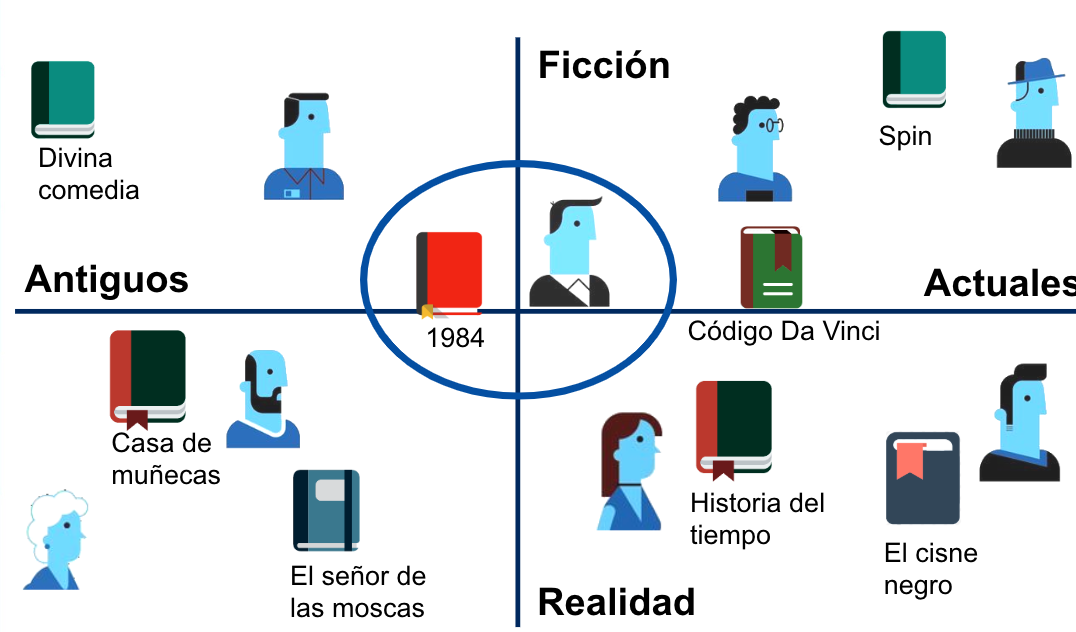 Ficción
Spin
Divina
comedia
Antiguos
Actuales
1984
Código Da Vinci
Casa de
muñecas
Historia del
tiempo
El cisne
negro
El señor de
las moscas
Realidad